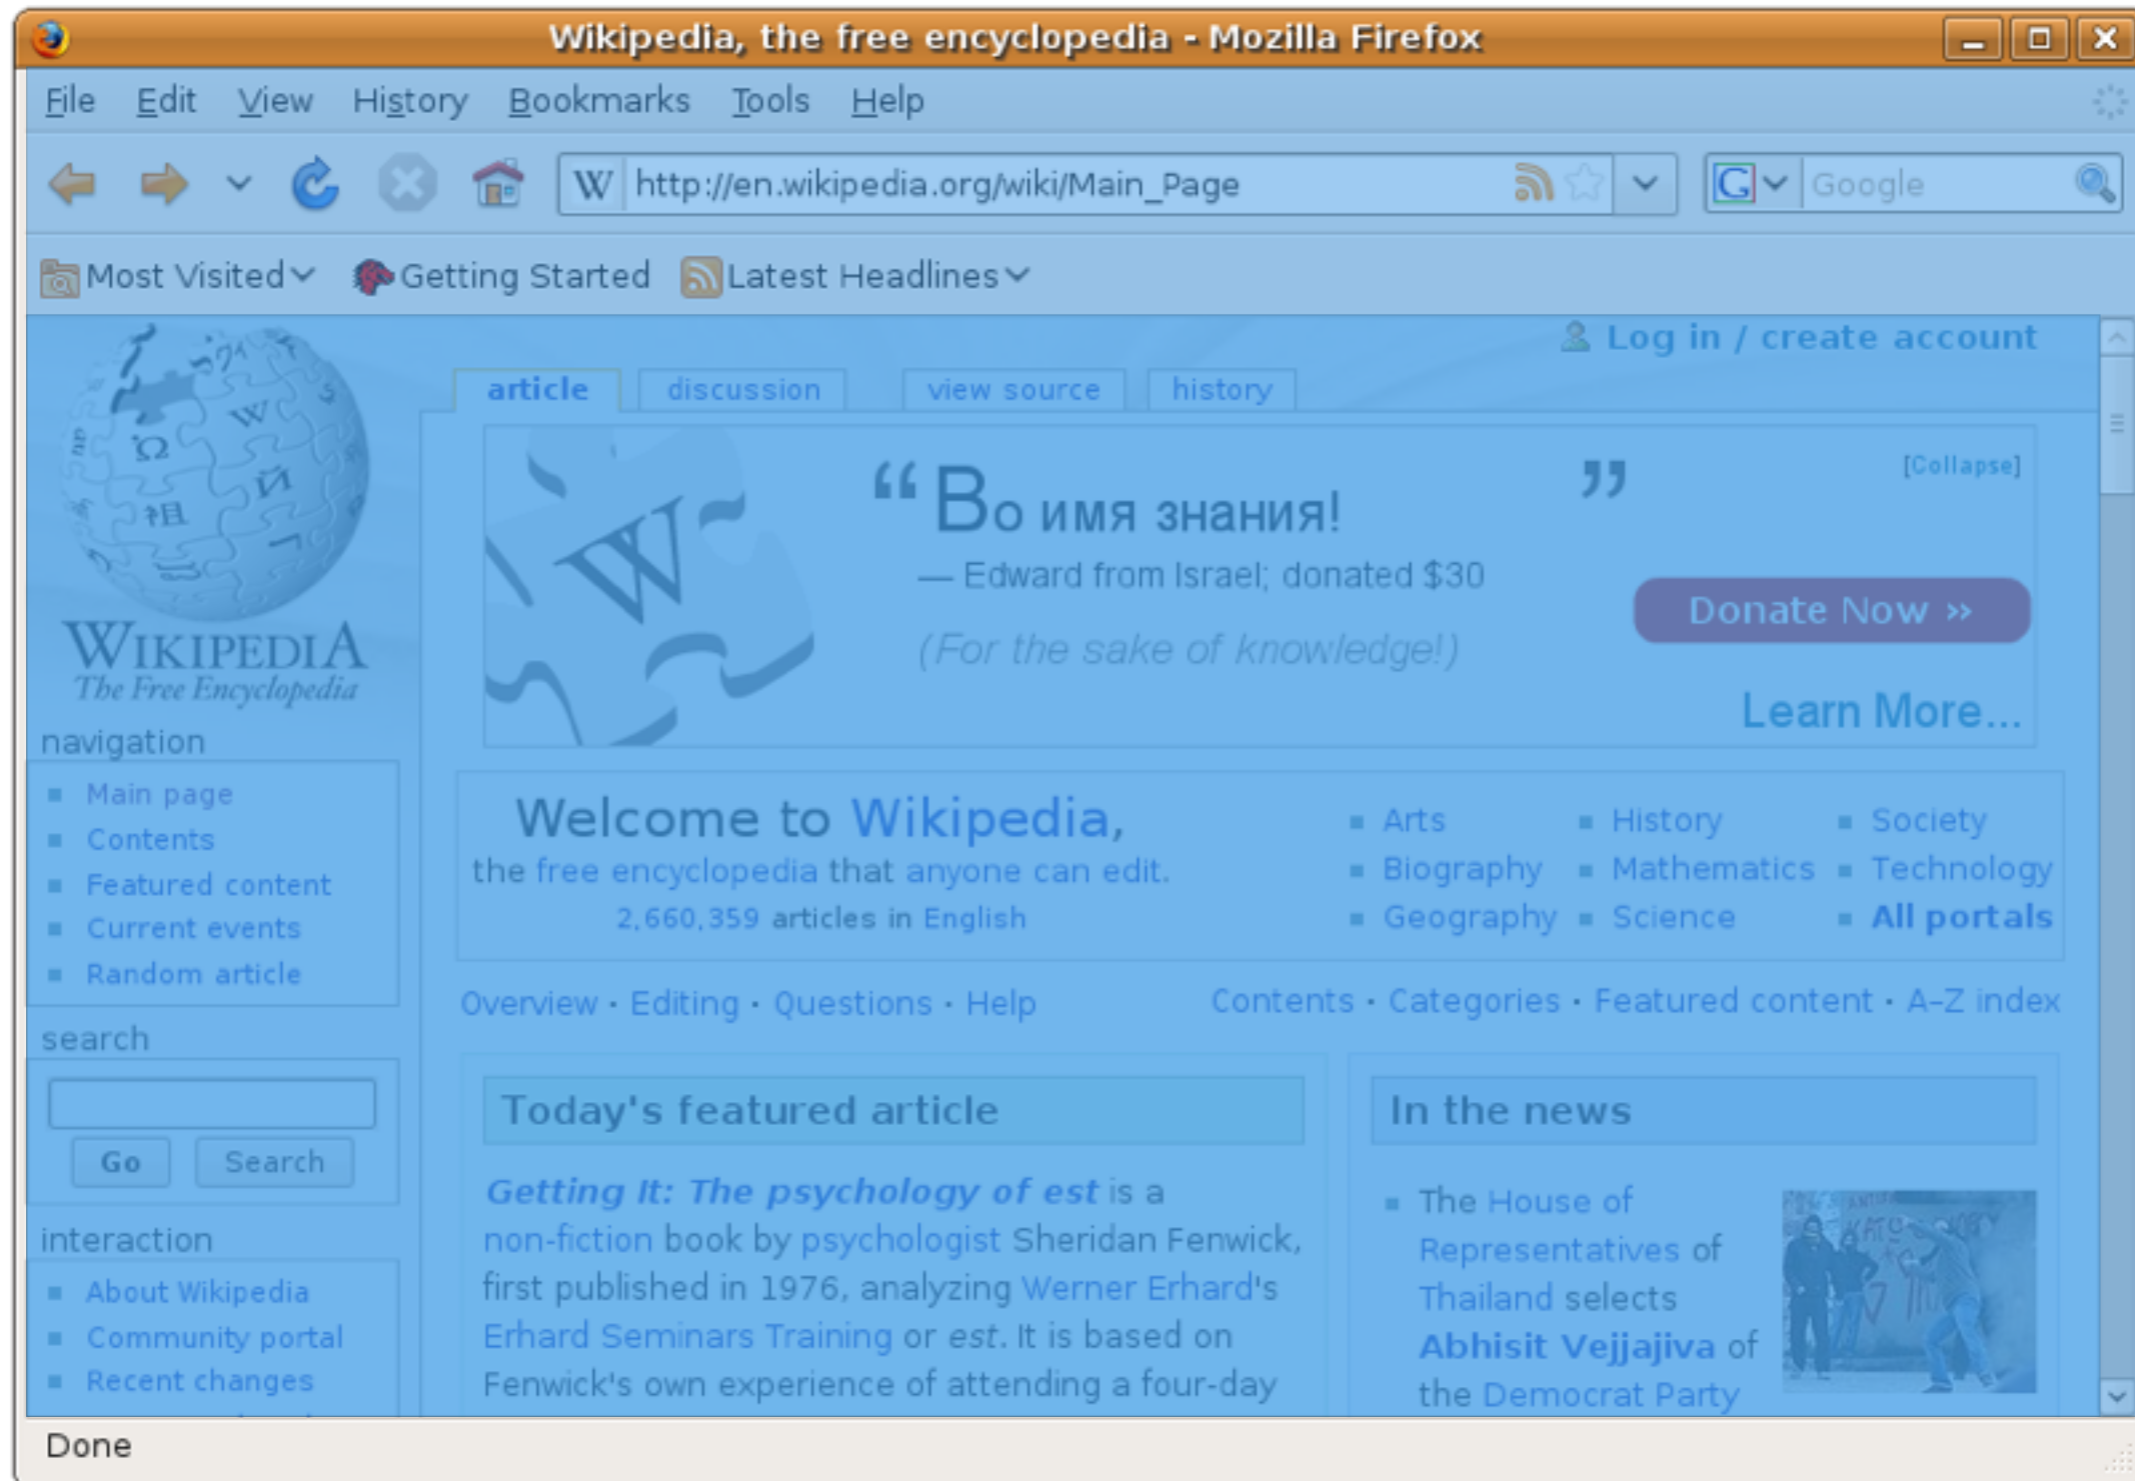 Wikipedia, the free encyclopedia - Mozilla Firefox
File Edit View History Bookmarks Tools Help
W http://en.wikipedia.org/wiki/Main_Page G Google
Most Visited Getting Started Latest Headlines
Log in / create account
article discussion view source history
[Collapse]
“ Во имя знания! ”
— Edward from Israel; donated $30
Donate Now »
(For the sake of knowledge!)
Learn More...
WIKIPEDIA
The Free Encyclopedia
navigation
Main page
Contents
Featured content
Current events
Random article
search
Go Search
interaction
About Wikipedia
Community portal
Recent changes
Welcome to Wikipedia,
the free encyclopedia that anyone can edit.
2,660,359 articles in English
Arts History Society
Biography Mathematics Technology
Geography Science All portals
Overview · Editing · Questions · Help
Contents · Categories · Featured content · A–Z index
Today's featured article
Getting It: The psychology of est is a
non-fiction book by psychologist Sheridan Fenwick,
first published in 1976, analyzing Werner Erhard's
Erhard Seminars Training or est. It is based on
Fenwick's own experience of attending a four-day
In the news
The House of
Representatives of
Thailand selects
Abhisit Vejjajiva of
the Democrat Party
Done